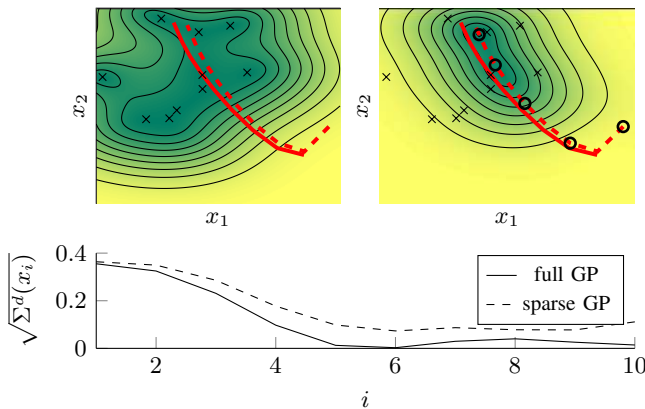 x₂
x₁
x₂
x₁
√Σᵈ(xᵢ)
0.4
0.2
0
full GP
sparse GP
2 4 6 8 10
i